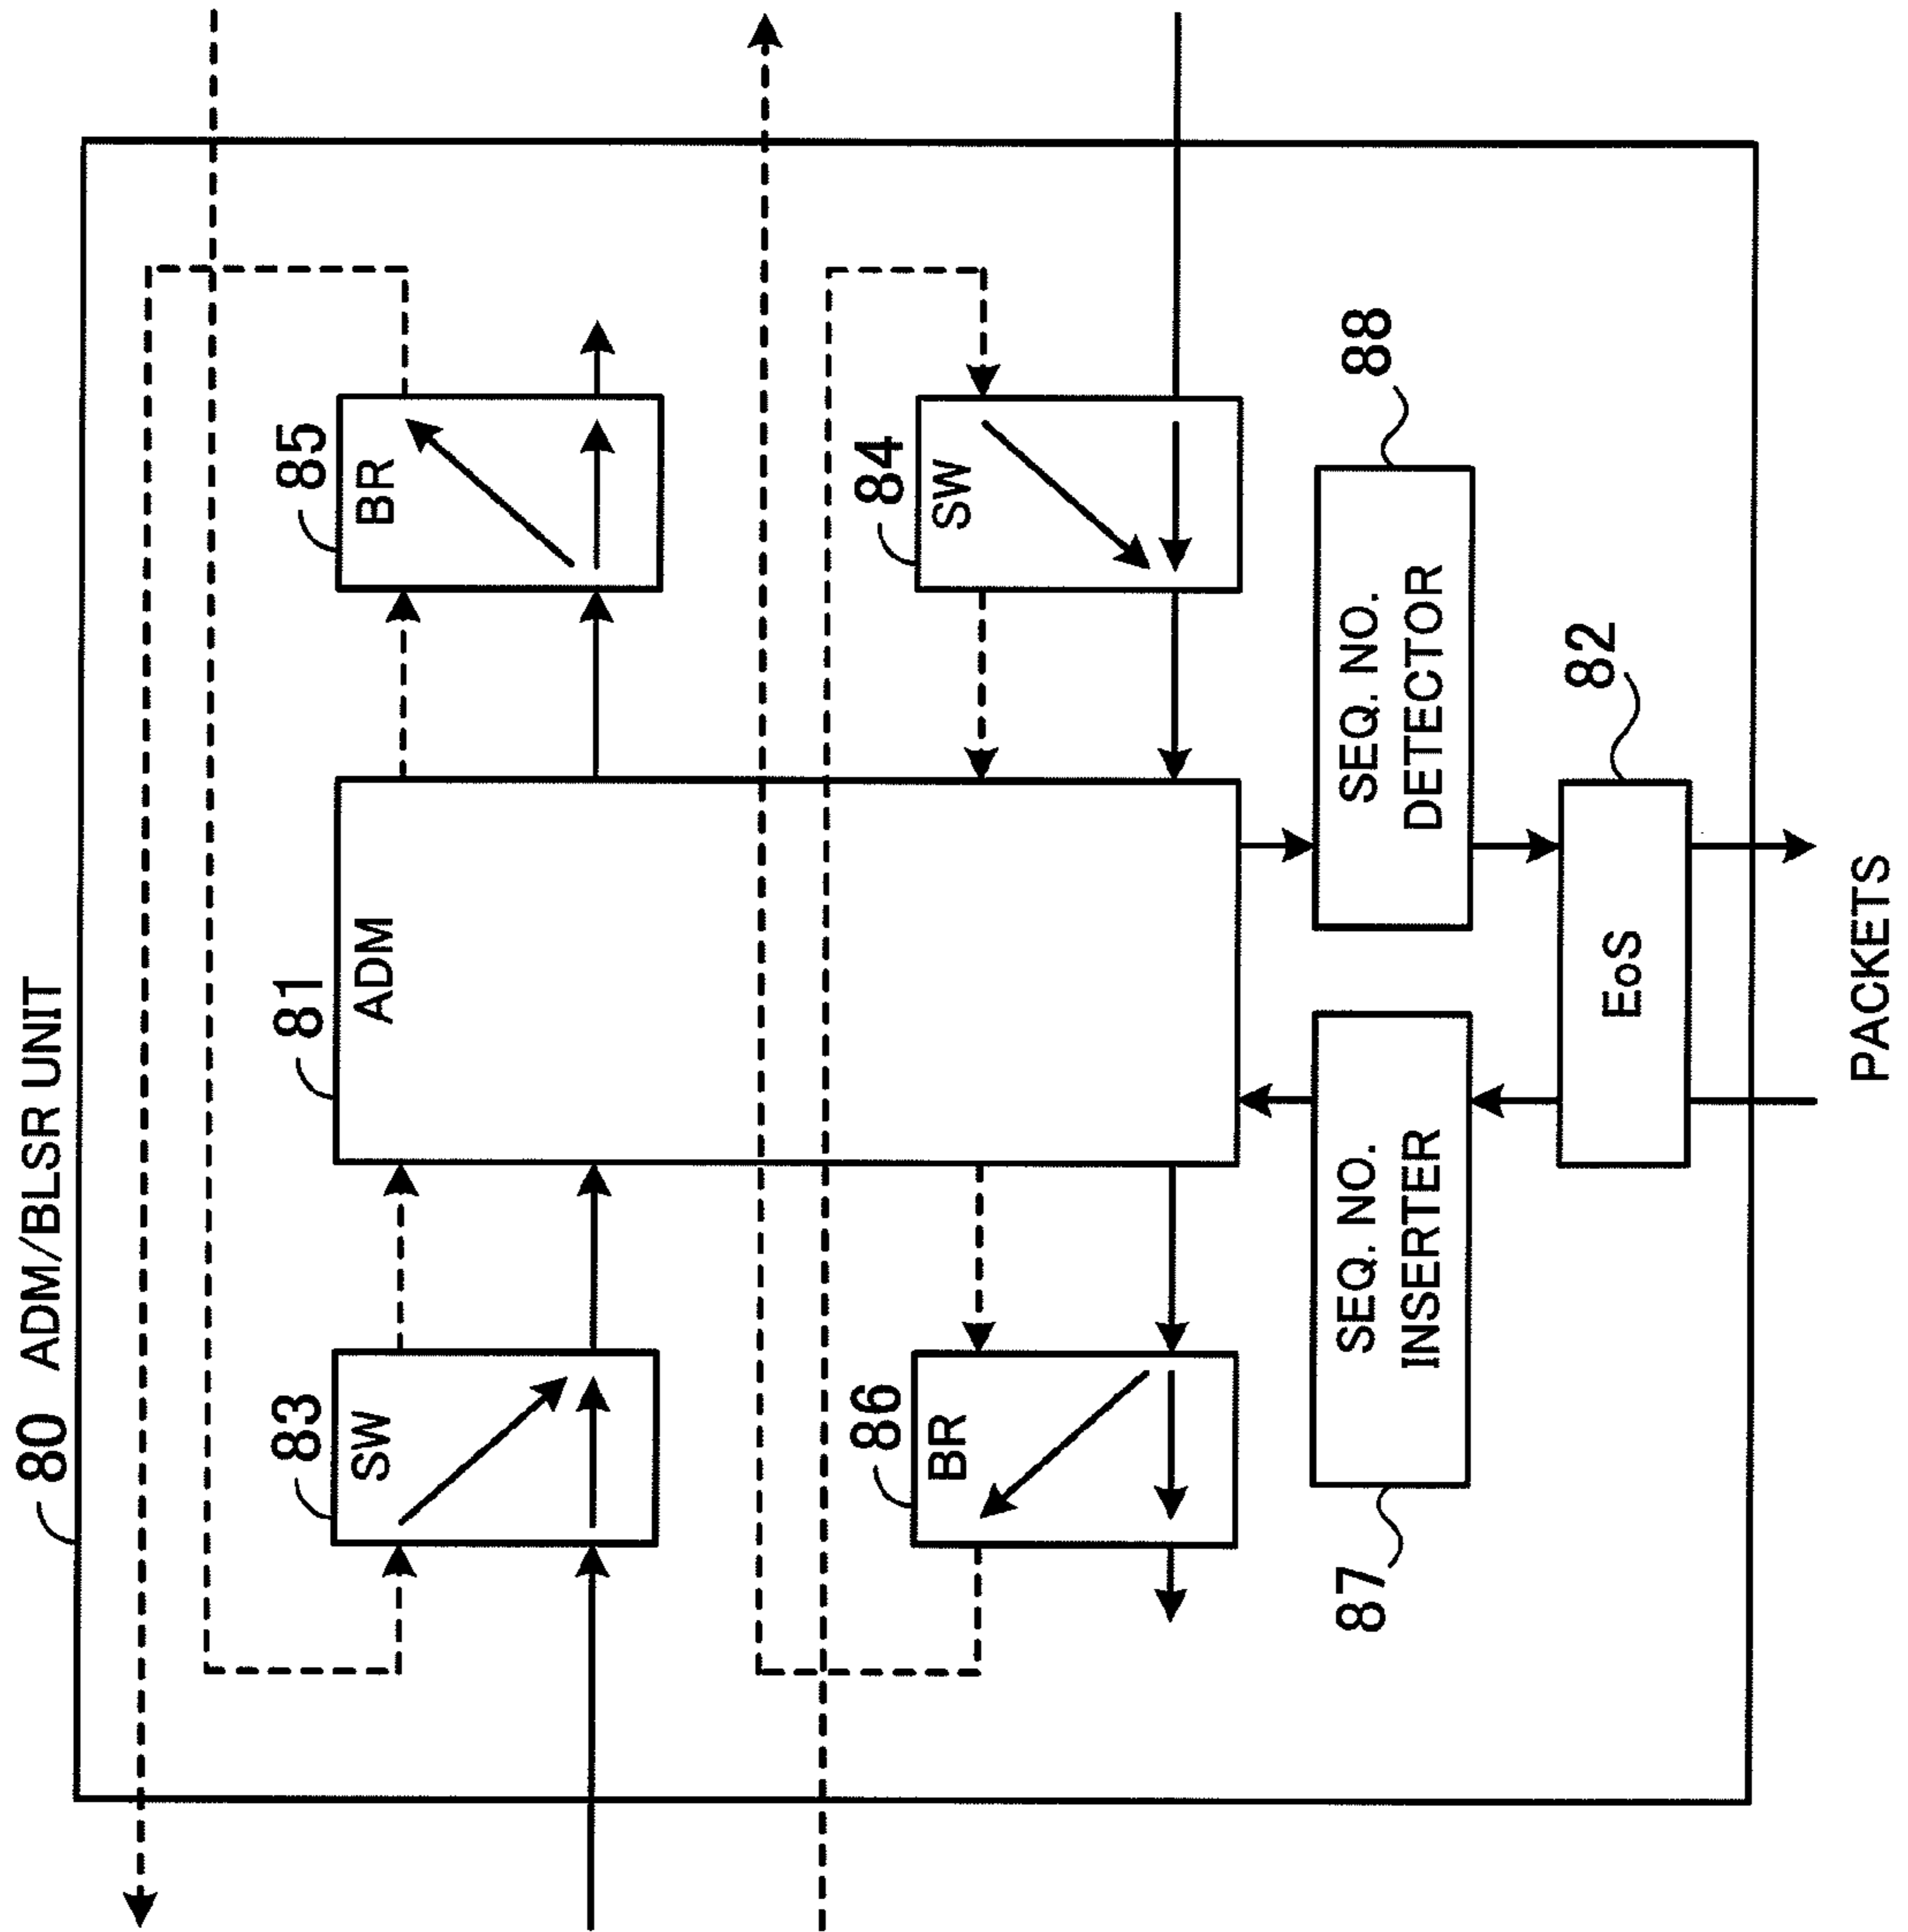 80 ADM/BLSR UNIT
83
SW
81
ADM
85
BR
86
BR
84
SW
87
SEQ. NO.
INSERTER
SEQ. NO.
DETECTOR
88
EoS
82
PACKETS